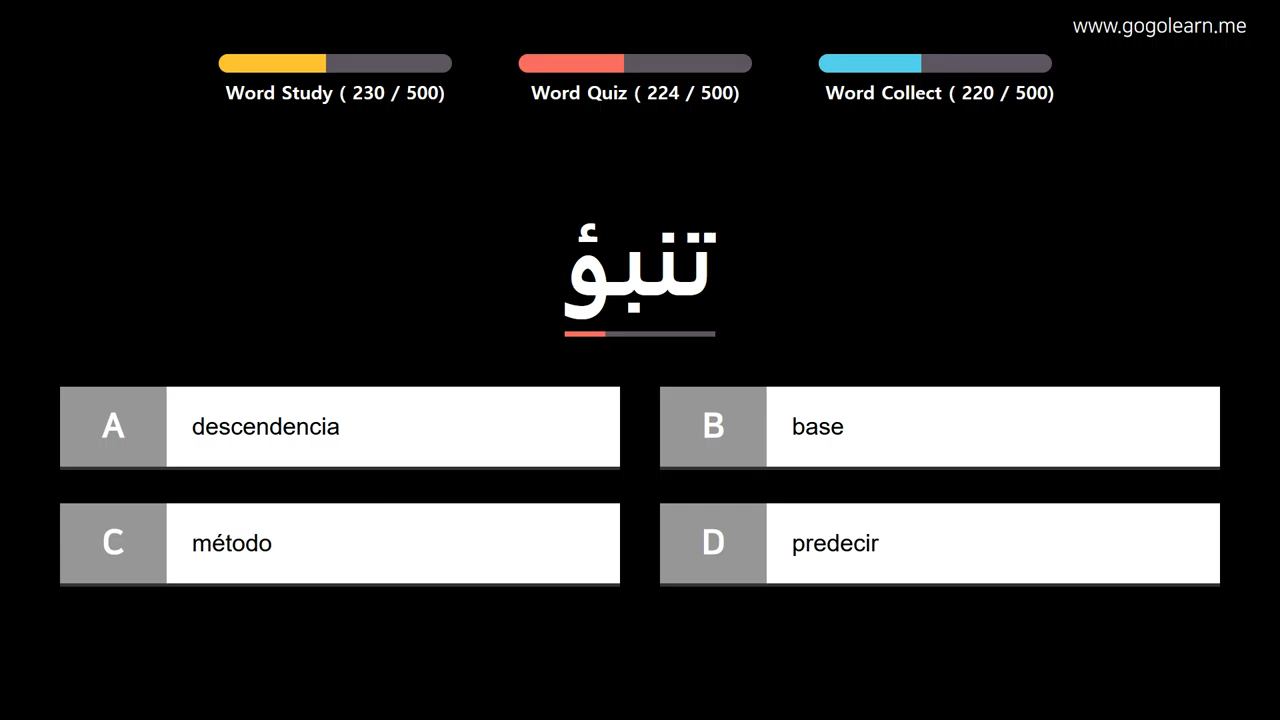 www.gogolearn.me
Word Study ( 230 / 500)
Word Quiz ( 224 / 500)
Word Collect ( 220 / 500)
تنبؤ
A descendencia
B base
C método
D predecir